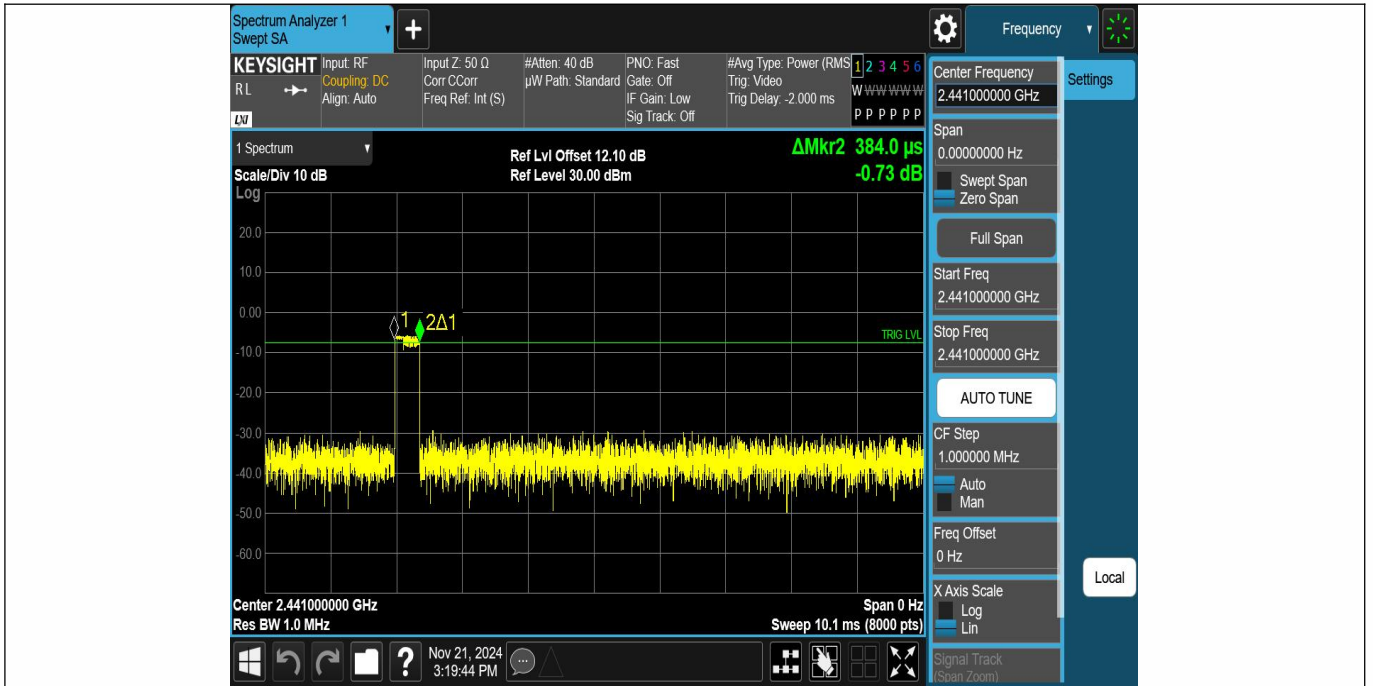 Spectrum Analyzer 1
Swept SA
+
Frequency
KEYSIGHT
RL
LXI
Input: RF
Coupling: DC
Align: Auto
Input Z: 50 Ω
Corr CCorr
Freq Ref: Int (S)
#Atten: 40 dB
µW Path: Standard
PNO: Fast
Gate: Off
IF Gain: Low
Sig Track: Off
#Avg Type: Power (RMS
Trig: Video
Trig Delay: -2.000 ms
1 2 3 4 5 6
W W W W W W
P P P P P P
1 Spectrum
Scale/Div 10 dB
Ref Lvl Offset 12.10 dB
Ref Level 30.00 dBm
ΔMkr2 384.0 µs
-0.73 dB
Log
20.0
10.0
0.00
-10.0
-20.0
-30.0
-40.0
-50.0
-60.0
1
2Δ1
TRIG LVL
Center 2.441000000 GHz
Res BW 1.0 MHz
Span 0 Hz
Sweep 10.1 ms (8000 pts)
?
Nov 21, 2024
3:19:44 PM
Center Frequency
2.441000000 GHz
Settings
Span
0.00000000 Hz
Swept Span
Zero Span
Full Span
Start Freq
2.441000000 GHz
Stop Freq
2.441000000 GHz
AUTO TUNE
CF Step
1.000000 MHz
Auto
Man
Freq Offset
0 Hz
X Axis Scale
Log
Lin
Signal Track
(Span Zoom)
Local